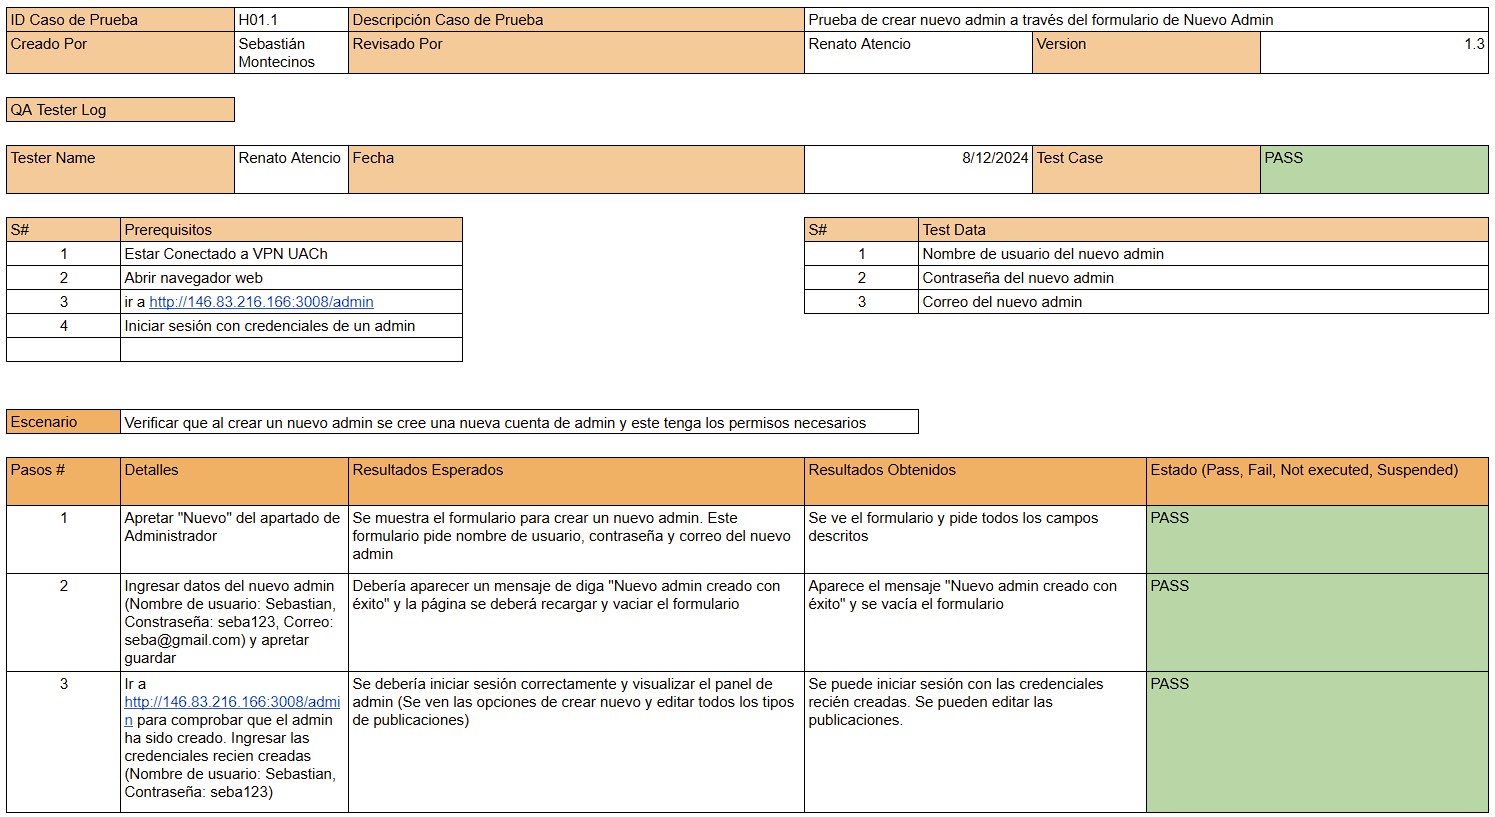 ID Caso de Prueba
H01.1
Descripción Caso de Prueba
Prueba de crear nuevo admin a través del formulario de Nuevo Admin
Creado Por
Sebastián
Montecinos
Revisado Por
Renato Atencio
Version
1.3
QA Tester Log
Tester Name
Renato Atencio
Fecha
8/12/2024
Test Case
PASS
S#
Prerequisitos
1
Estar Conectado a VPN UACh
2
Abrir navegador web
3
ir a http://146.83.216.166:3008/admin
4
Iniciar sesión con credenciales de un admin
S#
Test Data
1
Nombre de usuario del nuevo admin
2
Contraseña del nuevo admin
3
Correo del nuevo admin
Escenario
Verificar que al crear un nuevo admin se cree una nueva cuenta de admin y este tenga los permisos necesarios
Pasos #
Detalles
Resultados Esperados
Resultados Obtenidos
Estado (Pass, Fail, Not executed, Suspended)
1
Apretar "Nuevo" del apartado de
Administrador
Se muestra el formulario para crear un nuevo admin. Este
formulario pide nombre de usuario, contraseña y correo del nuevo
admin
Se ve el formulario y pide todos los campos
descritos
PASS
2
Ingresar datos del nuevo admin
(Nombre de usuario: Sebastian,
Constraseña: seba123, Correo:
seba@gmail.com) y apretar
guardar
Debería aparecer un mensaje de diga "Nuevo admin creado con
éxito" y la página se deberá recargar y vaciar el formulario
Aparece el mensaje "Nuevo admin creado con
éxito" y se vacía el formulario
PASS
3
Ir a
http://146.83.216.166:3008/admi
n para comprobar que el admin
ha sido creado. Ingresar las
credenciales recien creadas
(Nombre de usuario: Sebastian,
Contraseña: seba123)
Se debería iniciar sesión correctamente y visualizar el panel de
admin (Se ven las opciones de crear nuevo y editar todos los tipos
de publicaciones)
Se puede iniciar sesión con las credenciales
recién creadas. Se pueden editar las
publicaciones.
PASS